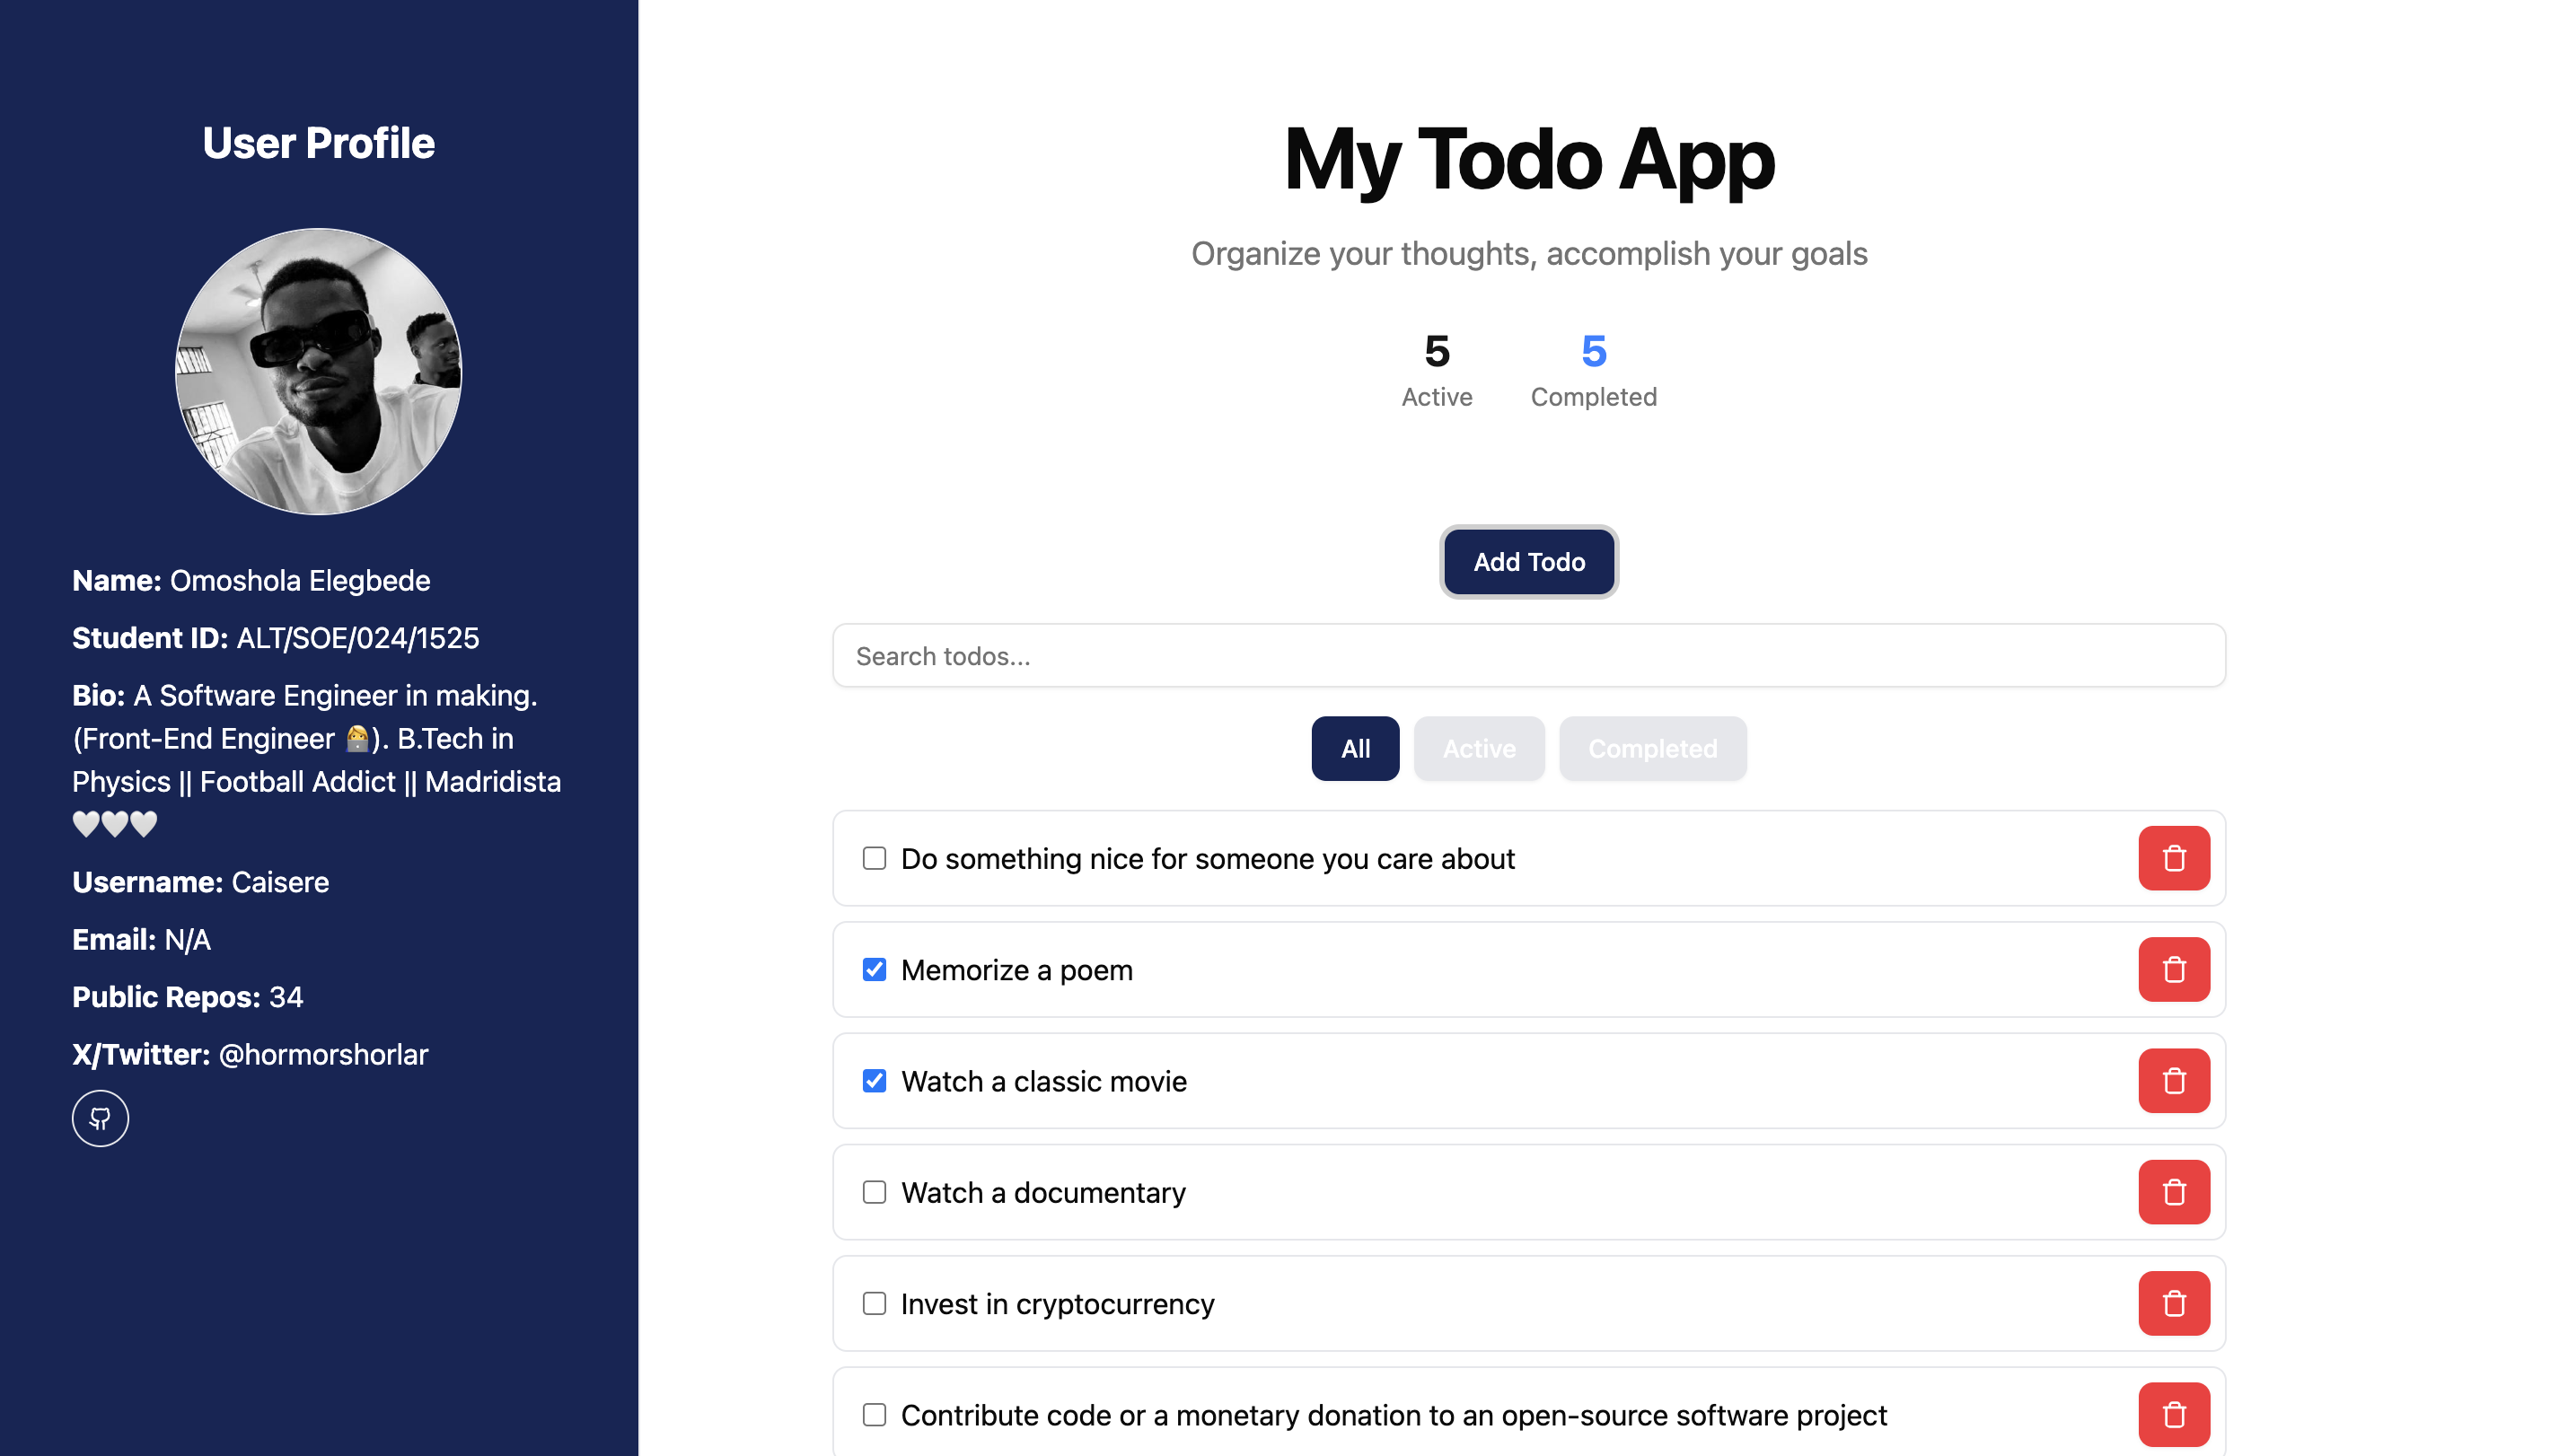 User Profile
Name: Omoshola Elegbede
Student ID: ALT/SOE/024/1525
Bio: A Software Engineer in making.
(Front-End Engineer 👩‍💻). B.Tech in
Physics || Football Addict || Madridista
🤍🤍🤍
Username: Caisere
Email: N/A
Public Repos: 34
X/Twitter: @hormorshorlar
My Todo App
Organize your thoughts, accomplish your goals
5 5
Active Completed
Add Todo
Search todos...
All Active Completed
Do something nice for someone you care about
Memorize a poem
Watch a classic movie
Watch a documentary
Invest in cryptocurrency
Contribute code or a monetary donation to an open-source software project